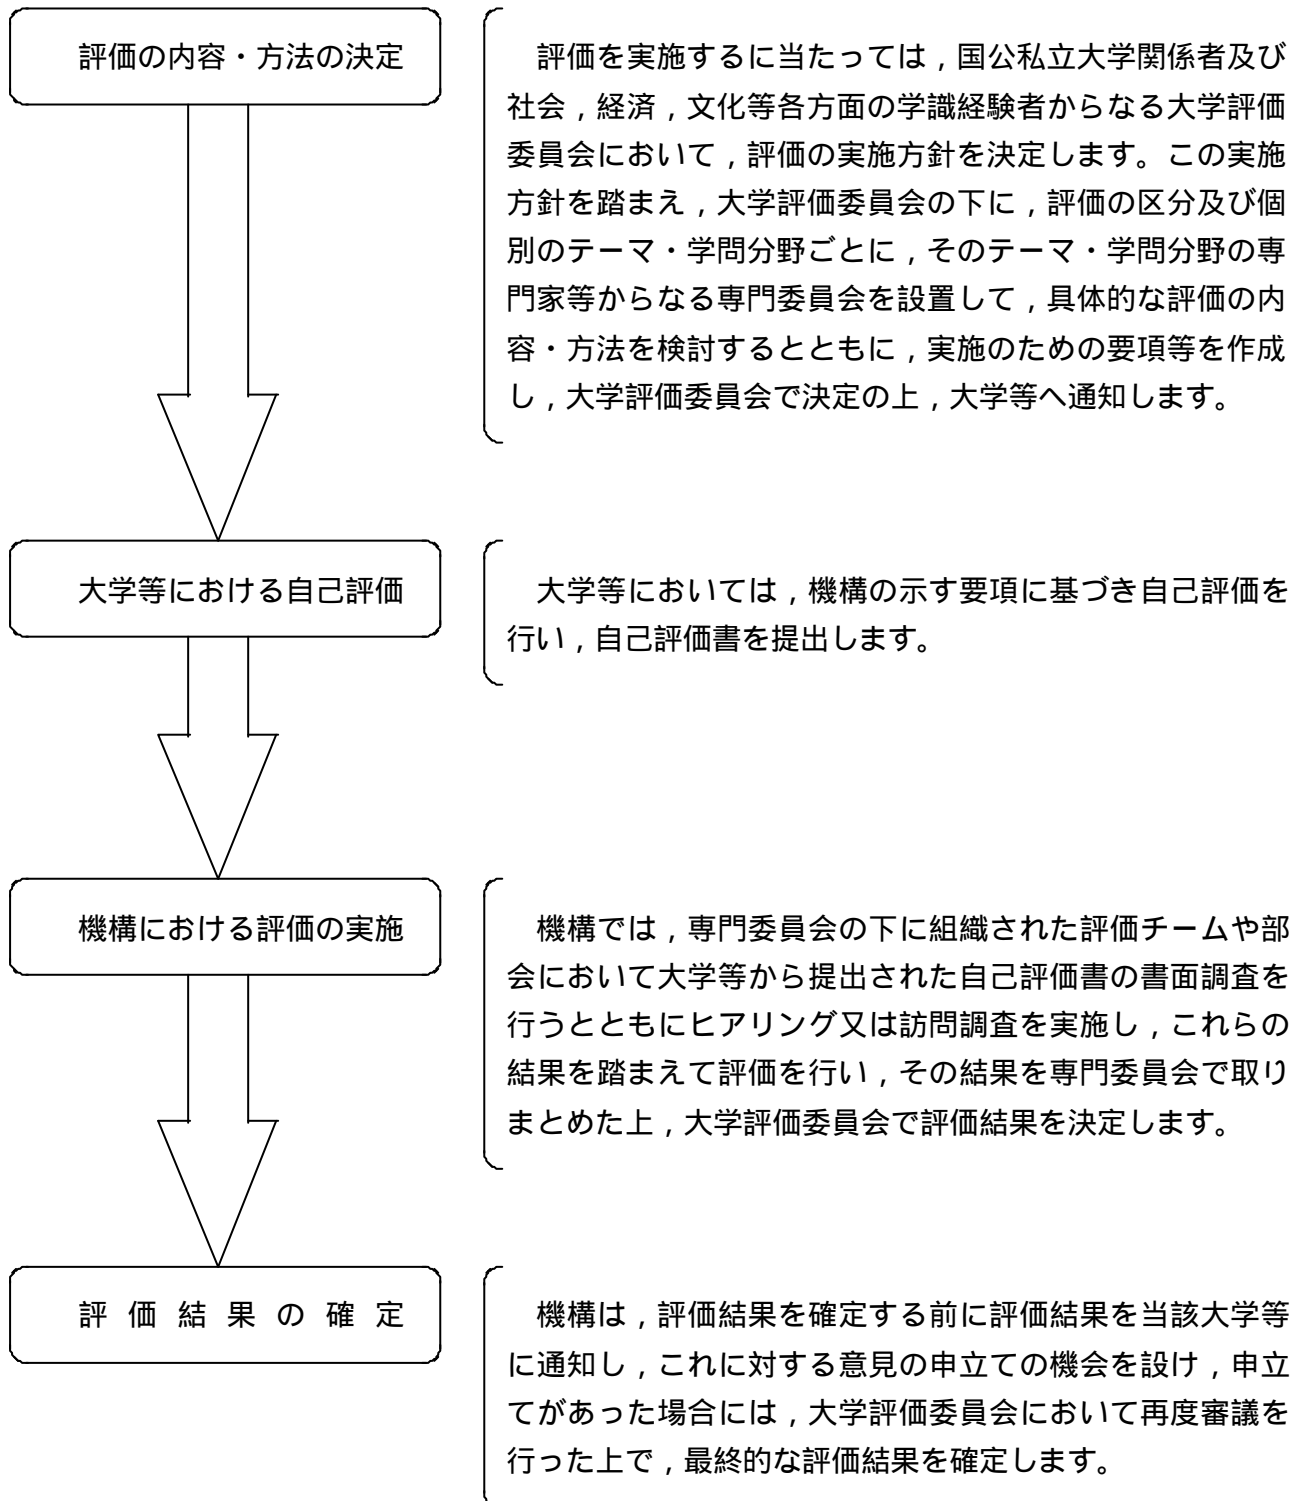 評価の内容・方法の決定
評価を実施するに当たっては，国公私立大学関係者及び
社会，経済，文化等各方面の学識経験者からなる大学評価
委員会において，評価の実施方針を決定します。この実施
方針を踏まえ，大学評価委員会の下に，評価の区分及び個
別のテーマ・学問分野ごとに，そのテーマ・学問分野の専
門家等からなる専門委員会を設置して，具体的な評価の内
容・方法を検討するとともに，実施のための要項等を作成
し，大学評価委員会で決定の上，大学等へ通知します。
大学等における自己評価
大学等においては，機構の示す要項に基づき自己評価を
行い，自己評価書を提出します。
機構における評価の実施
機構では，専門委員会の下に組織された評価チームや部
会において大学等から提出された自己評価書の書面調査を
行うとともにヒアリング又は訪問調査を実施し，これらの
結果を踏まえて評価を行い，その結果を専門委員会で取り
まとめた上，大学評価委員会で評価結果を決定します。
評価結果の確定
機構は，評価結果を確定する前に評価結果を当該大学等
に通知し，これに対する意見の申立ての機会を設け，申立
てがあった場合には，大学評価委員会において再度審議を
行った上で，最終的な評価結果を確定します。